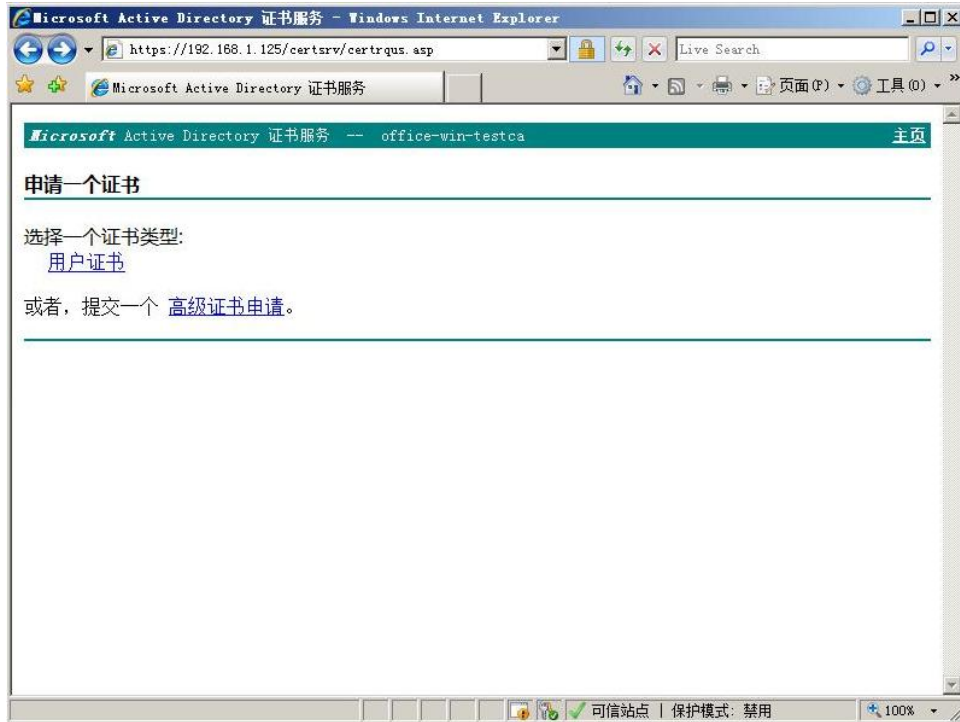 Microsoft Active Directory 证书服务 - Windows Internet Explorer
https://192.168.1.125/certsrv/certrqus.asp
Live Search
Microsoft Active Directory 证书服务
页面(P)
工具(O)
»
Microsoft Active Directory 证书服务 -- office-win-testca
主页
申请一个证书
选择一个证书类型:
用户证书
或者，提交一个 高级证书申请。
可信站点 | 保护模式: 禁用
100%